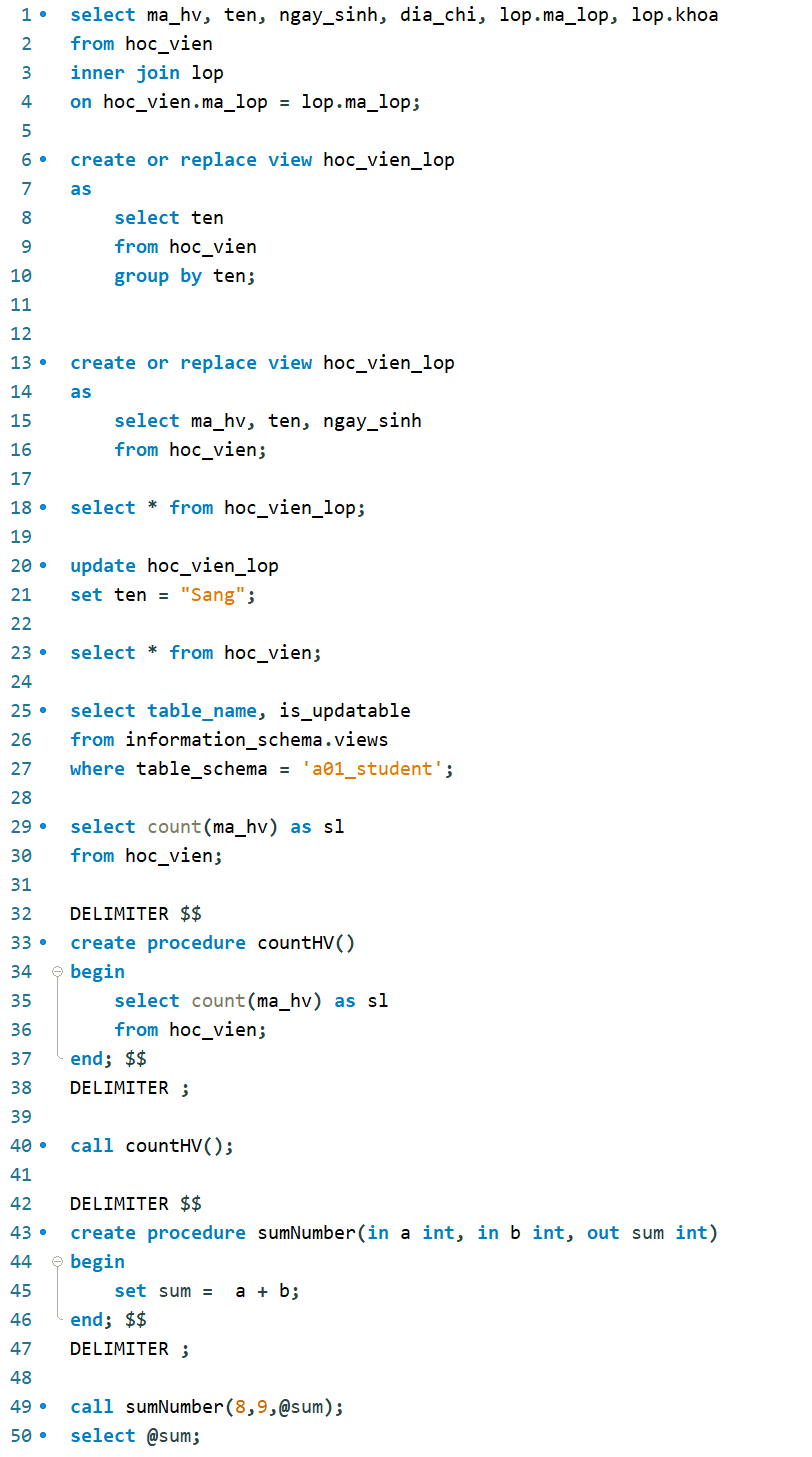 1 select ma_hv, ten, ngay_sinh, dia_chi, lop.ma_lop, lop.khoa
2 from hoc_vien
3 inner join lop
4 on hoc_vien.ma_lop = lop.ma_lop;
5
6 create or replace view hoc_vien_lop
7 as
8 select ten
9 from hoc_vien
10 group by ten;
11
12
13 create or replace view hoc_vien_lop
14 as
15 select ma_hv, ten, ngay_sinh
16 from hoc_vien;
17
18 select * from hoc_vien_lop;
19
20 update hoc_vien_lop
21 set ten = "Sang";
22
23 select * from hoc_vien;
24
25 select table_name, is_updatable
26 from information_schema.views
27 where table_schema = 'a01_student';
28
29 select count(ma_hv) as sl
30 from hoc_vien;
31
32 DELIMITER $$
33 create procedure countHV()
34 begin
35 select count(ma_hv) as sl
36 from hoc_vien;
37 end; $$
38 DELIMITER ;
39
40 call countHV();
41
42 DELIMITER $$
43 create procedure sumNumber(in a int, in b int, out sum int)
44 begin
45 set sum =  a + b;
46 end; $$
47 DELIMITER ;
48
49 call sumNumber(8,9,@sum);
50 select @sum;